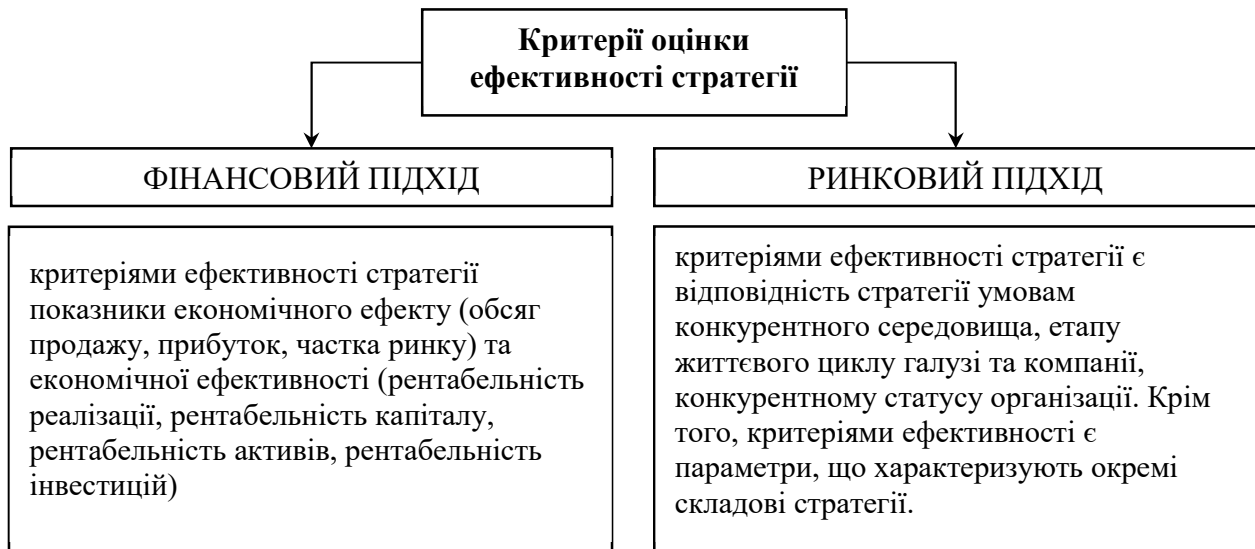 Критерії оцінки
ефективності стратегії
ФІНАНСОВИЙ ПІДХІД
РИНКОВИЙ ПІДХІД
критеріями ефективності стратегії
показники економічного ефекту (обсяг
продажу, прибуток, частка ринку) та
економічної ефективності (рентабельність
реалізації, рентабельність капіталу,
рентабельність активів, рентабельність
інвестицій)
критеріями ефективності стратегії є
відповідність стратегії умовам
конкурентного середовища, етапу
життєвого циклу галузі та компанії,
конкурентному статусу організації. Крім
того, критеріями ефективності є
параметри, що характеризують окремі
складові стратегії.